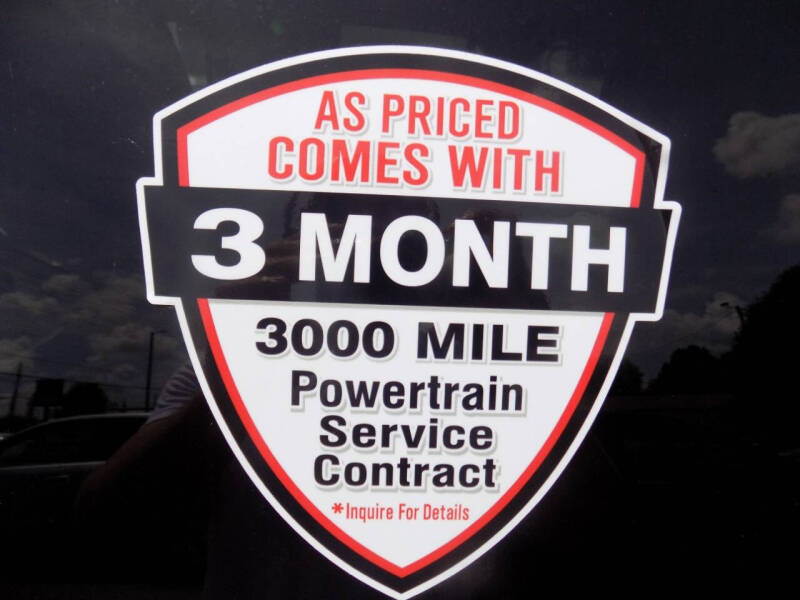 AS PRICED
COMES WITH
3 MONTH
3000 MILE
Powertrain
Service
Contract
*Inquire For Details